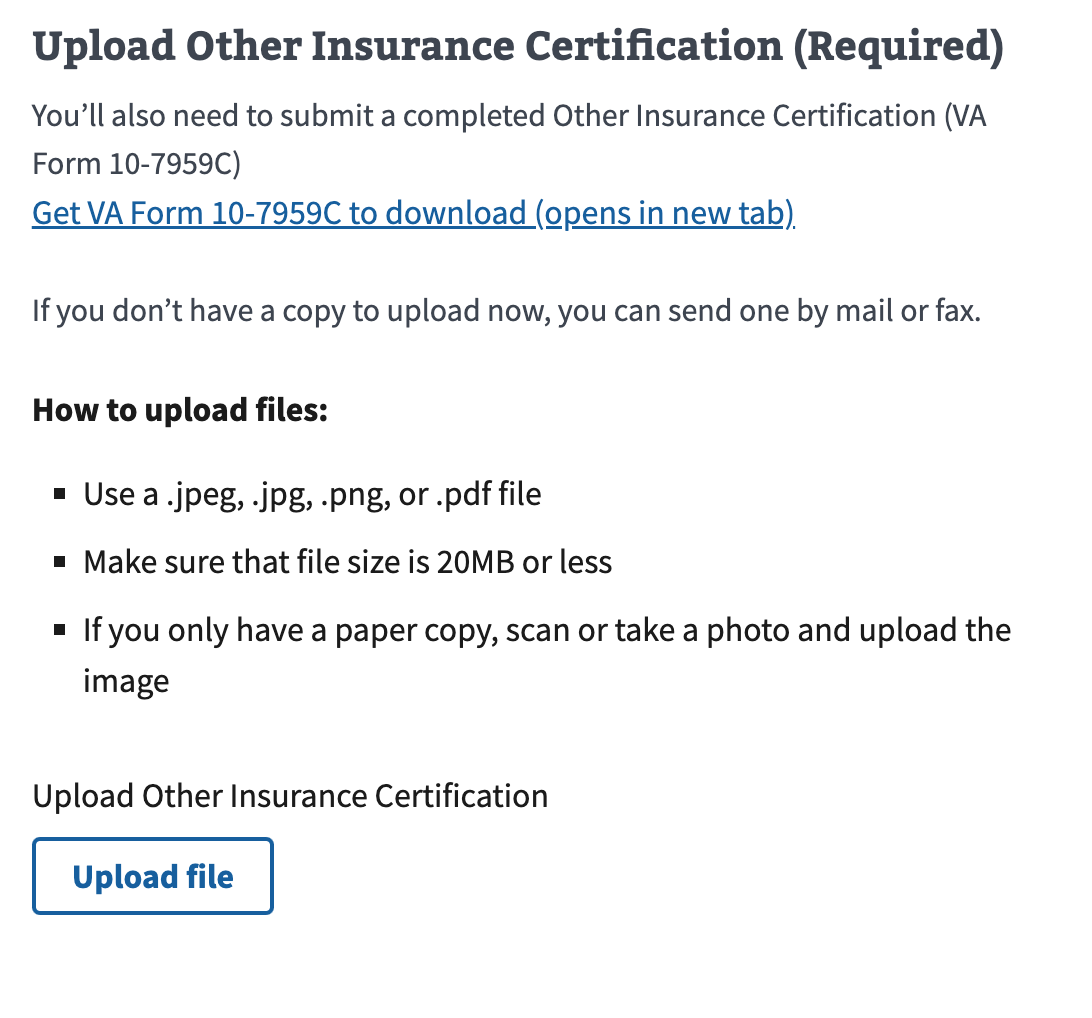 Upload Other Insurance Certification (Required)
You’ll also need to submit a completed Other Insurance Certification (VA
Form 10-7959C)
Get VA Form 10-7959C to download (opens in new tab)
If you don’t have a copy to upload now, you can send one by mail or fax.
How to upload files:
▪ Use a .jpeg, .jpg, .png, or .pdf file
▪ Make sure that file size is 20MB or less
▪ If you only have a paper copy, scan or take a photo and upload the
image
Upload Other Insurance Certification
Upload file